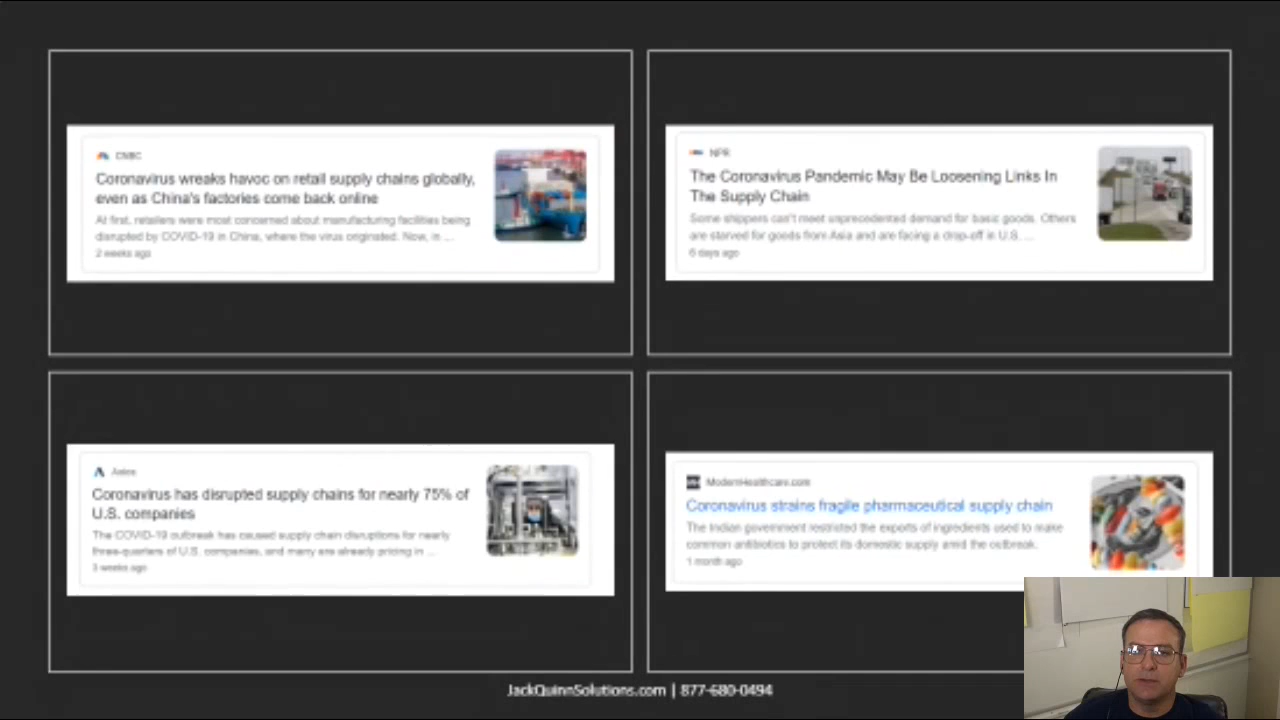 CNBC
Coronavirus wreaks havoc on retail supply chains globally,
even as China's factories come back online
At first, retailers were most concerned about manufacturing facilities being
disrupted by COVID-19 in China, where the virus originated. Now, in ...
2 weeks ago
NPR
The Coronavirus Pandemic May Be Loosening Links In
The Supply Chain
Some shippers can't meet unprecedented demand for basic goods. Others
are starved for goods from Asia and are facing a drop-off in U.S. ...
6 days ago
Axios
Coronavirus has disrupted supply chains for nearly 75% of
U.S. companies
The COVID-19 outbreak has caused supply chain disruptions for nearly
three-quarters of U.S. companies, and many are already pricing in ...
3 weeks ago
ModernHealthcare.com
Coronavirus strains fragile pharmaceutical supply chain
The Indian government restricted the exports of ingredients used to make
common antibiotics to protect its domestic supply amid the outbreak.
1 month ago
JackQuinnSolutions.com | 877-680-0494